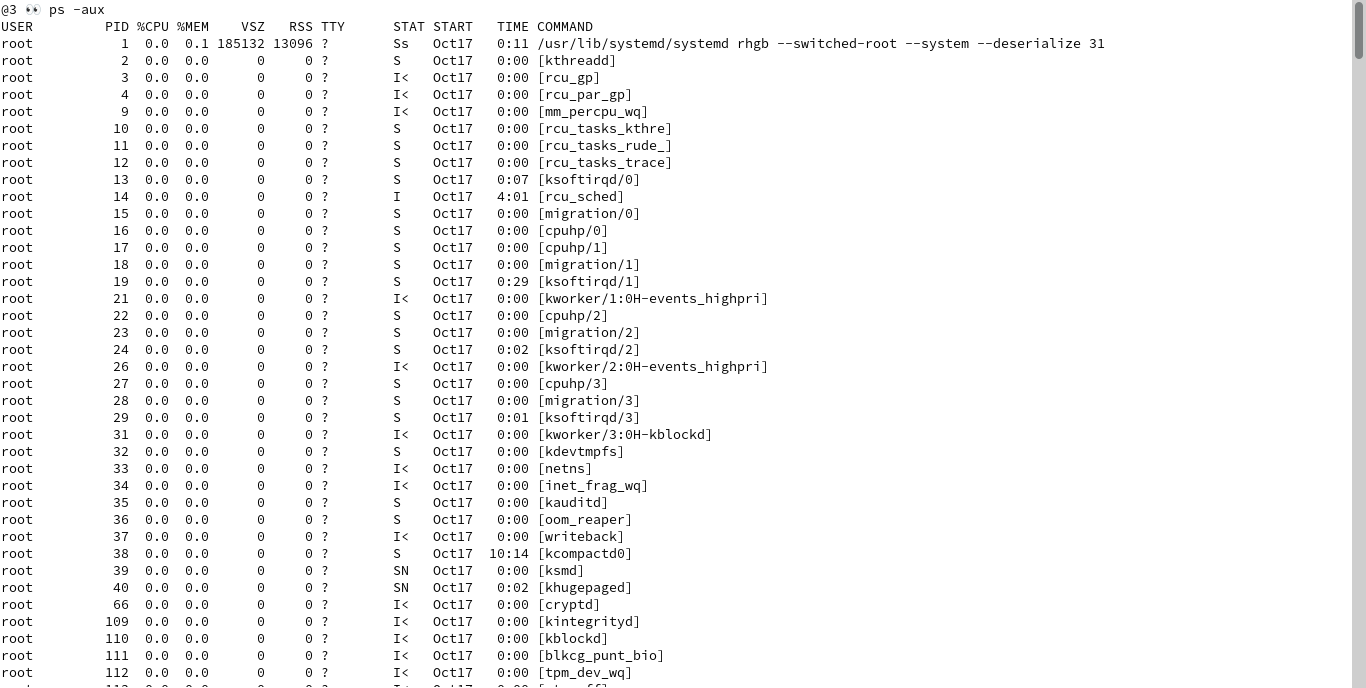 @3 👀 ps -aux
USER         PID %CPU %MEM    VSZ   RSS TTY      STAT START   TIME COMMAND
root           1  0.0  0.1 185132 13096 ?        Ss   Oct17   0:11 /usr/lib/systemd/systemd rhgb --switched-root --system --deserialize 31
root           2  0.0  0.0      0     0 ?        S    Oct17   0:00 [kthreadd]
root           3  0.0  0.0      0     0 ?        I<   Oct17   0:00 [rcu_gp]
root           4  0.0  0.0      0     0 ?        I<   Oct17   0:00 [rcu_par_gp]
root           9  0.0  0.0      0     0 ?        I<   Oct17   0:00 [mm_percpu_wq]
root          10  0.0  0.0      0     0 ?        S    Oct17   0:00 [rcu_tasks_kthre]
root          11  0.0  0.0      0     0 ?        S    Oct17   0:00 [rcu_tasks_rude_]
root          12  0.0  0.0      0     0 ?        S    Oct17   0:00 [rcu_tasks_trace]
root          13  0.0  0.0      0     0 ?        S    Oct17   0:07 [ksoftirqd/0]
root          14  0.0  0.0      0     0 ?        I    Oct17   4:01 [rcu_sched]
root          15  0.0  0.0      0     0 ?        S    Oct17   0:00 [migration/0]
root          16  0.0  0.0      0     0 ?        S    Oct17   0:00 [cpuhp/0]
root          17  0.0  0.0      0     0 ?        S    Oct17   0:00 [cpuhp/1]
root          18  0.0  0.0      0     0 ?        S    Oct17   0:00 [migration/1]
root          19  0.0  0.0      0     0 ?        S    Oct17   0:29 [ksoftirqd/1]
root          21  0.0  0.0      0     0 ?        I<   Oct17   0:00 [kworker/1:0H-events_highpri]
root          22  0.0  0.0      0     0 ?        S    Oct17   0:00 [cpuhp/2]
root          23  0.0  0.0      0     0 ?        S    Oct17   0:00 [migration/2]
root          24  0.0  0.0      0     0 ?        S    Oct17   0:02 [ksoftirqd/2]
root          26  0.0  0.0      0     0 ?        I<   Oct17   0:00 [kworker/2:0H-events_highpri]
root          27  0.0  0.0      0     0 ?        S    Oct17   0:00 [cpuhp/3]
root          28  0.0  0.0      0     0 ?        S    Oct17   0:00 [migration/3]
root          29  0.0  0.0      0     0 ?        S    Oct17   0:01 [ksoftirqd/3]
root          31  0.0  0.0      0     0 ?        I<   Oct17   0:00 [kworker/3:0H-kblockd]
root          32  0.0  0.0      0     0 ?        S    Oct17   0:00 [kdevtmpfs]
root          33  0.0  0.0      0     0 ?        I<   Oct17   0:00 [netns]
root          34  0.0  0.0      0     0 ?        I<   Oct17   0:00 [inet_frag_wq]
root          35  0.0  0.0      0     0 ?        S    Oct17   0:00 [kauditd]
root          36  0.0  0.0      0     0 ?        S    Oct17   0:00 [oom_reaper]
root          37  0.0  0.0      0     0 ?        I<   Oct17   0:00 [writeback]
root          38  0.0  0.0      0     0 ?        S    Oct17  10:14 [kcompactd0]
root          39  0.0  0.0      0     0 ?        SN   Oct17   0:00 [ksmd]
root          40  0.0  0.0      0     0 ?        SN   Oct17   0:02 [khugepaged]
root          66  0.0  0.0      0     0 ?        I<   Oct17   0:00 [cryptd]
root         109  0.0  0.0      0     0 ?        I<   Oct17   0:00 [kintegrityd]
root         110  0.0  0.0      0     0 ?        I<   Oct17   0:00 [kblockd]
root         111  0.0  0.0      0     0 ?        I<   Oct17   0:00 [blkcg_punt_bio]
root         112  0.0  0.0      0     0 ?        I<   Oct17   0:00 [tpm_dev_wq]